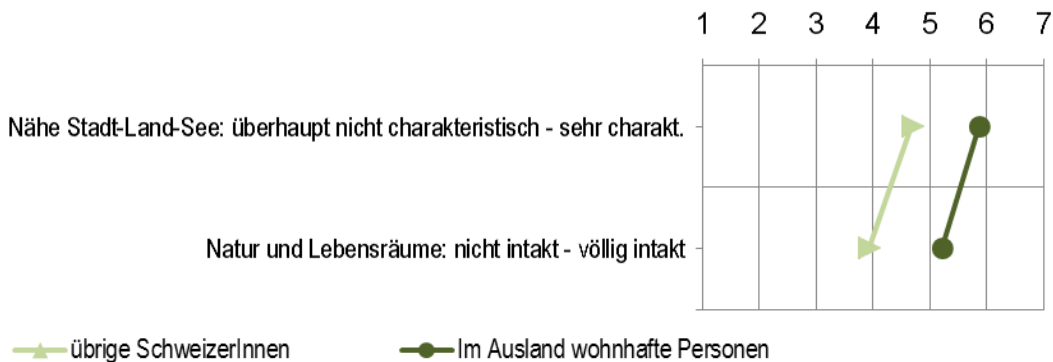 1 2 3 4 5 6 7
Nähe Stadt-Land-See: überhaupt nicht charakteristisch - sehr charakt.
Natur und Lebensräume: nicht intakt - völlig intakt
übrige SchweizerInnen
Im Ausland wohnhafte Personen